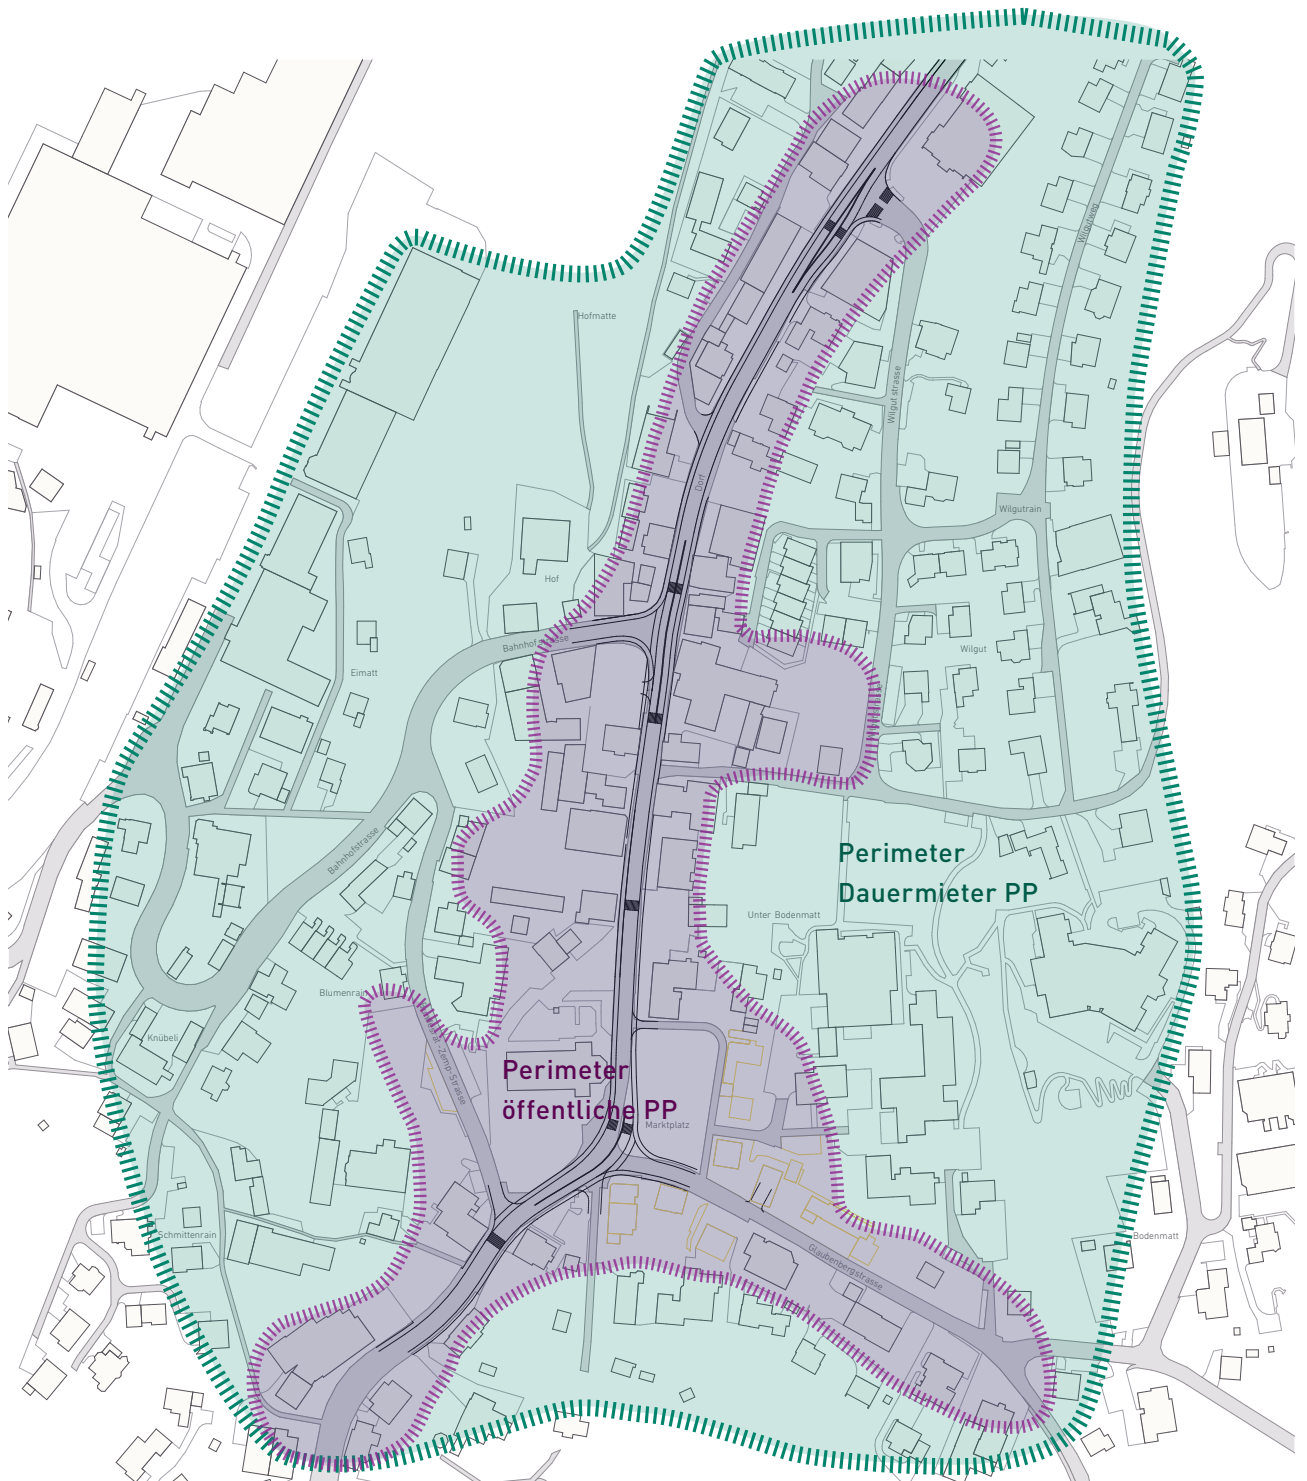 Wilgutweg
Hofmatte
Wilgutstrasse
Dorf
Wilgutrain
Hof
Bahnhofstrasse
Wilgut
Eimatt
Bahnhofstrasse
Perimeter
Dauermieter PP
Unter Bodenmatt
Blumenrain
Knübeli
Perimeter
öffentliche PP
Marktplatz
Schmittenrain
Bodenmatt
Glaubenbergstrasse